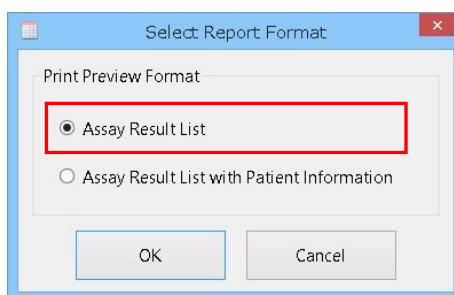 Select Report Format
Print Preview Format
Assay Result List
Assay Result List with Patient Information
OK
Cancel